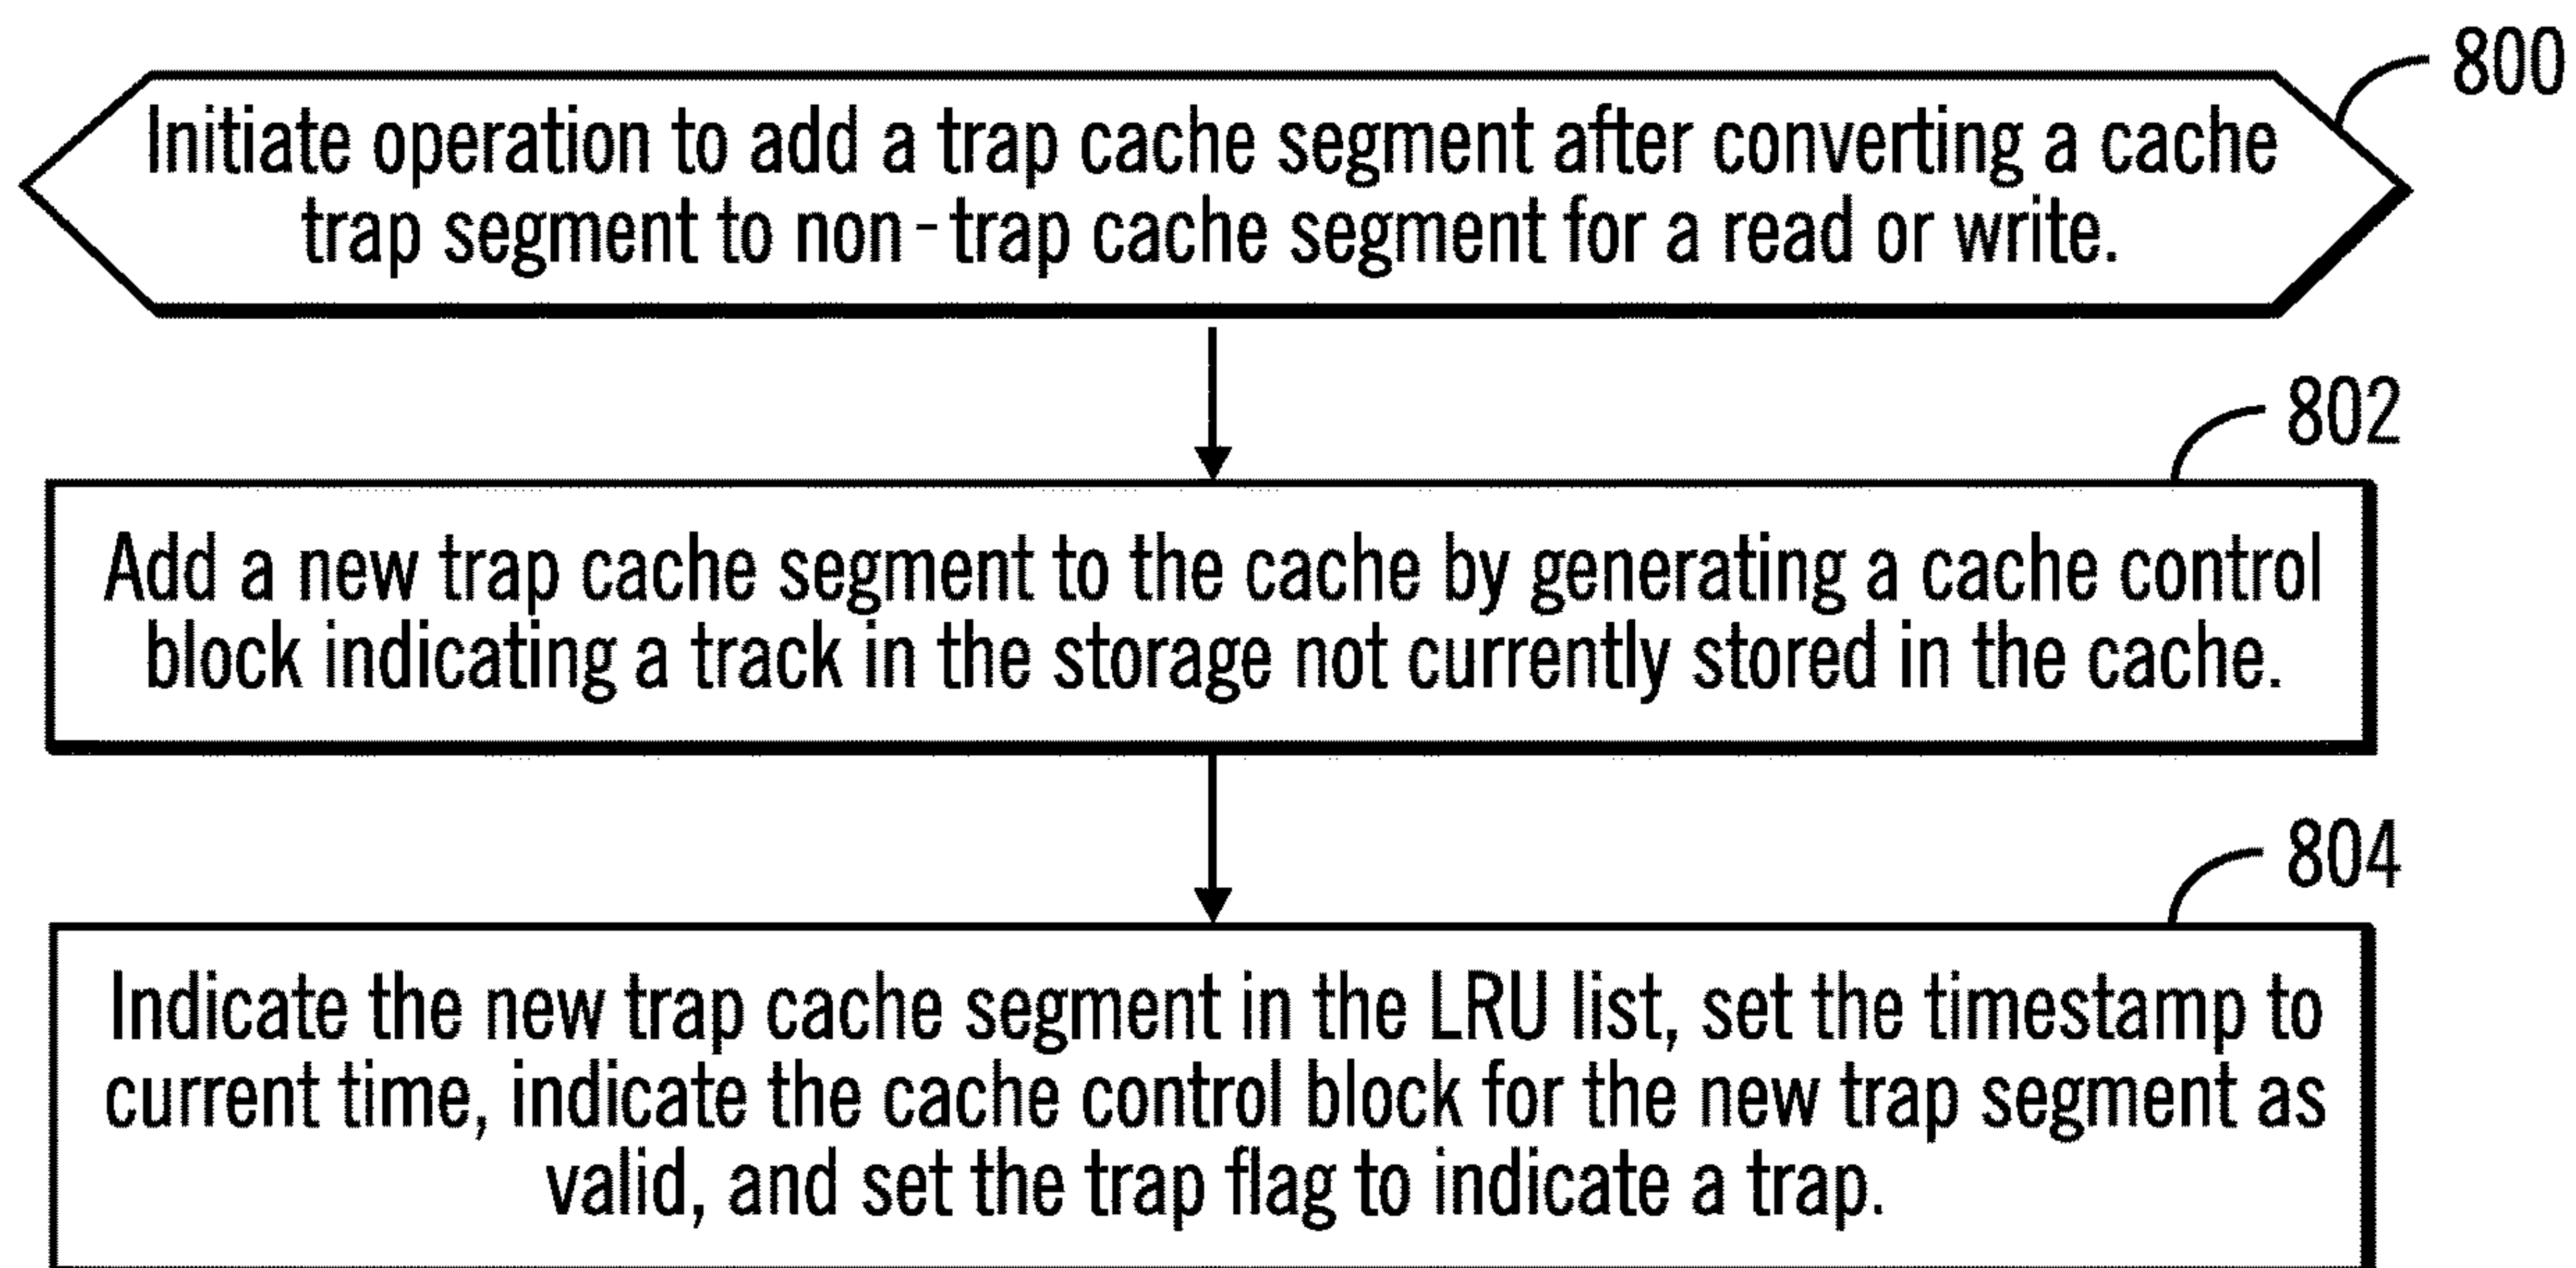 800
Initiate operation to add a trap cache segment after converting a cache
trap segment to non-trap cache segment for a read or write.
802
Add a new trap cache segment to the cache by generating a cache control
block indicating a track in the storage not currently stored in the cache.
804
Indicate the new trap cache segment in the LRU list, set the timestamp to
current time, indicate the cache control block for the new trap segment as
valid, and set the trap flag to indicate a trap.